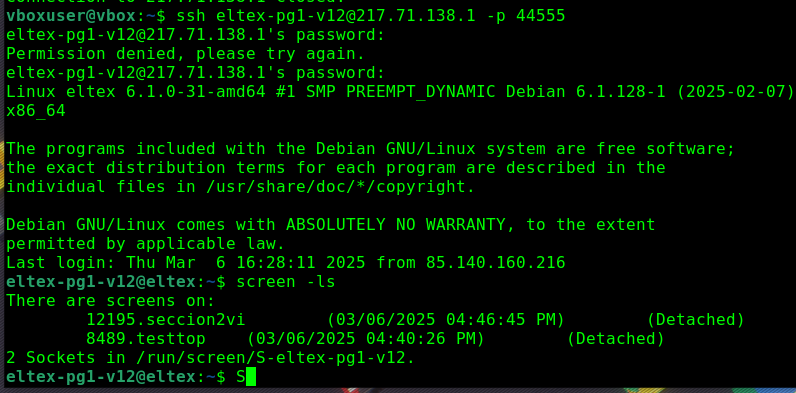 vboxuser@vbox:~$ ssh eltex-pg1-v12@217.71.138.1 -p 44555
eltex-pg1-v12@217.71.138.1's password:
Permission denied, please try again.
eltex-pg1-v12@217.71.138.1's password:
Linux eltex 6.1.0-31-amd64 #1 SMP PREEMPT_DYNAMIC Debian 6.1.128-1 (2025-02-07)
x86_64
The programs included with the Debian GNU/Linux system are free software;
the exact distribution terms for each program are described in the
individual files in /usr/share/doc/*/copyright.
Debian GNU/Linux comes with ABSOLUTELY NO WARRANTY, to the extent
permitted by applicable law.
Last login: Thu Mar  6 16:28:11 2025 from 85.140.160.216
eltex-pg1-v12@eltex:~$ screen -ls
There are screens on:
        12195.seccion2vi        (03/06/2025 04:46:45 PM)        (Detached)
        8489.testtop    (03/06/2025 04:40:26 PM)        (Detached)
2 Sockets in /run/screen/S-eltex-pg1-v12.
eltex-pg1-v12@eltex:~$ S